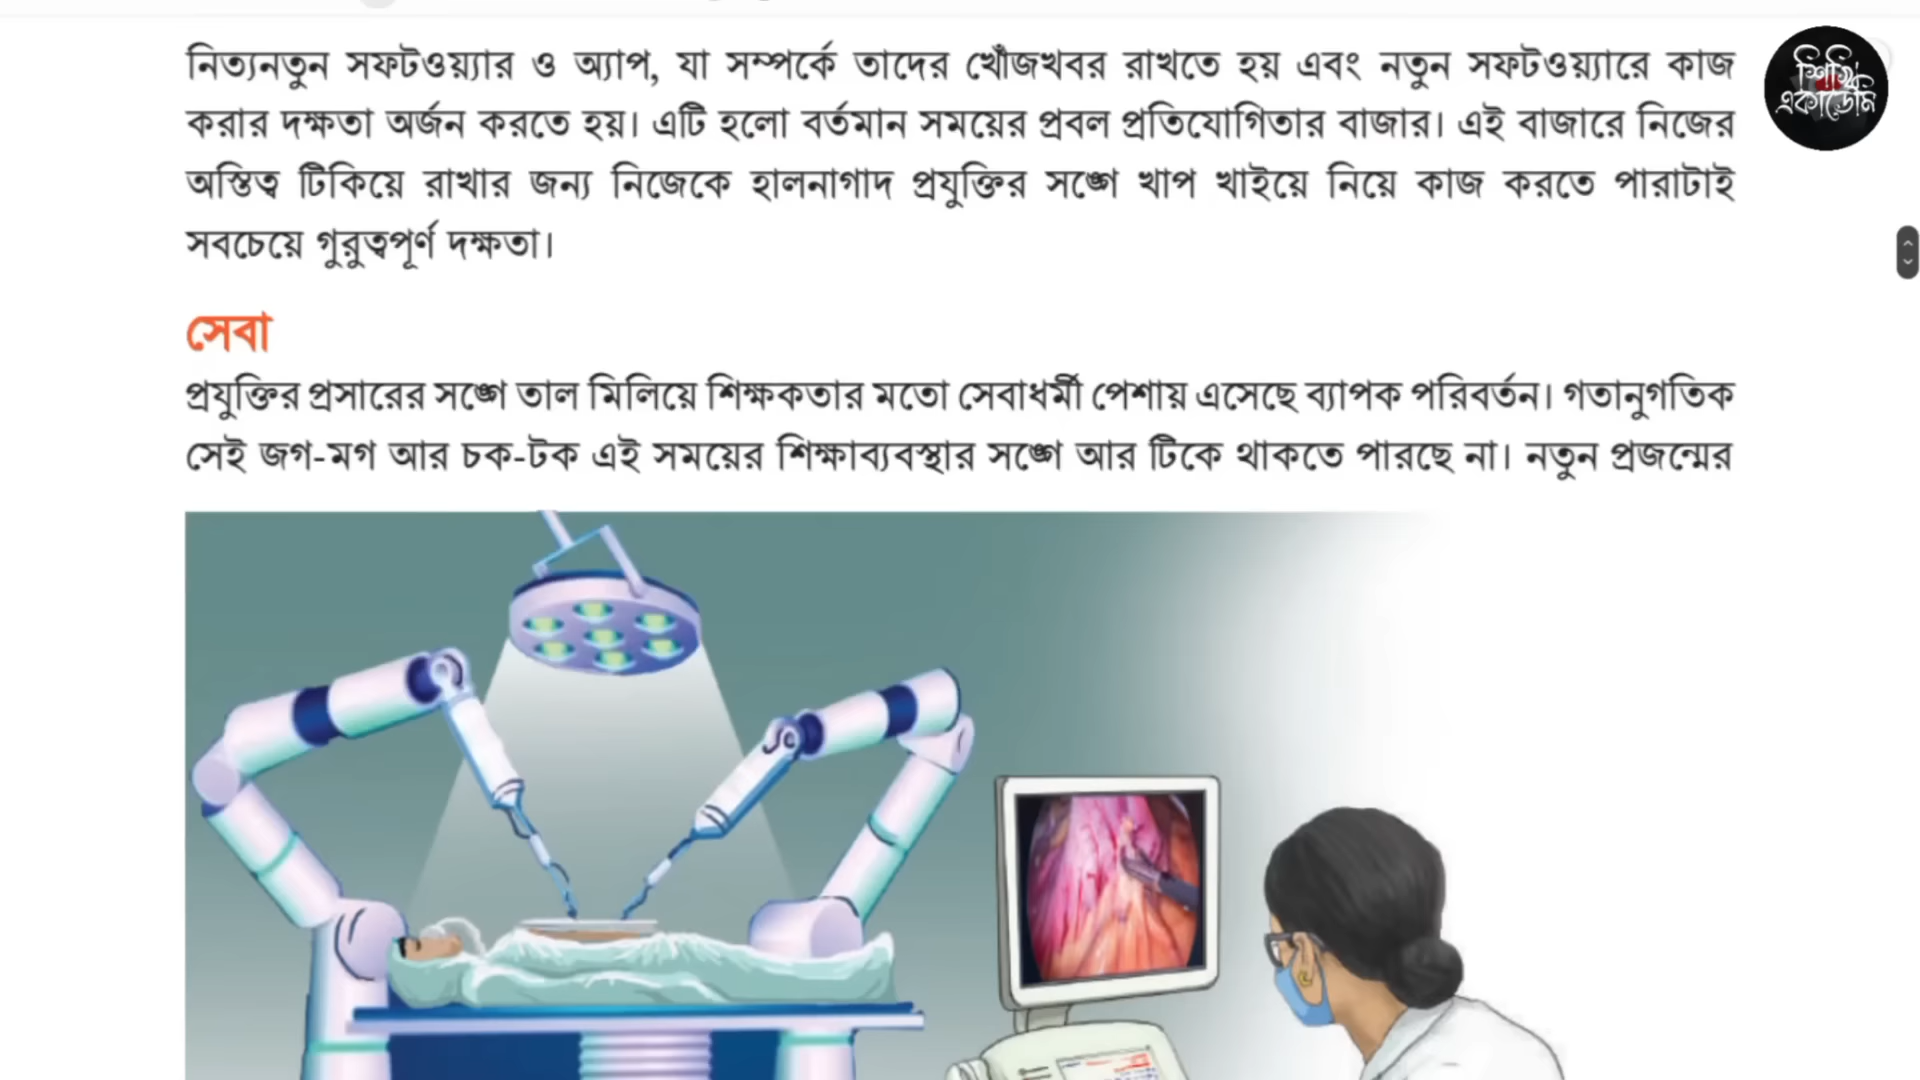 নিত্যনতুন সফটওয়্যার ও অ্যাপ, যা সম্পর্কে তাদের খোঁজখবর রাখতে হয় এবং নতুন সফটওয়্যারে কাজ
করার দক্ষতা অর্জন করতে হয়। এটি হলো বর্তমান সময়ের প্রবল প্রতিযোগিতার বাজার। এই বাজারে নিজের
অস্তিত্ব টিকিয়ে রাখার জন্য নিজেকে হালনাগাদ প্রযুক্তির সঙ্গে খাপ খাইয়ে নিয়ে কাজ করতে পারাটাই
সবচেয়ে গুরুত্বপূর্ণ দক্ষতা।
সেবা
প্রযুক্তির প্রসারের সঙ্গে তাল মিলিয়ে শিক্ষকতার মতো সেবাধর্মী পেশায় এসেছে ব্যাপক পরিবর্তন। গতানুগতিক
সেই জগ-মগ আর চক-টক এই সময়ের শিক্ষাব্যবস্থার সঙ্গে আর টিকে থাকতে পারছে না। নতুন প্রজন্মের
একাডেমি